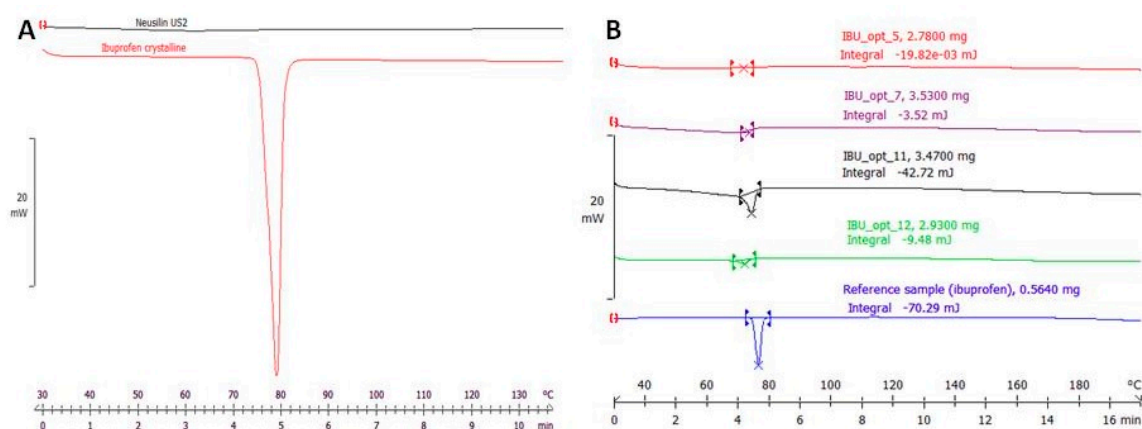 A
Neusilin US2
Ibuprofen crystalline
20
mW
30 40 50 60 70 80 90 100 110 120 130 ºC
0 1 2 3 4 5 6 7 8 9 10 min
B
IBU_opt_5, 2.7800 mg
Integral -19.82e-03 mJ
IBU_opt_7, 3.5300 mg
Integral -3.52 mJ
IBU_opt_11, 3.4700 mg
Integral -42.72 mJ
20
mW
IBU_opt_12, 2.9300 mg
Integral -9.48 mJ
Reference sample (ibuprofen), 0.5640 mg
Integral -70.29 mJ
40 60 80 100 120 140 160 180 ºC
0 2 4 6 8 10 12 14 16 min